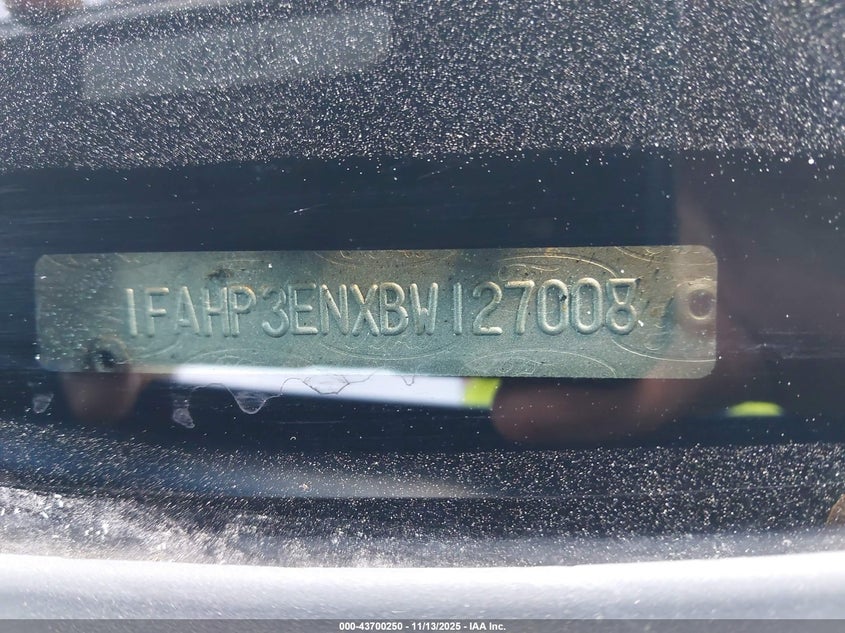 1FAHP3ENXBW127008
000-43700250 - 11/13/2025 - IAA Inc.